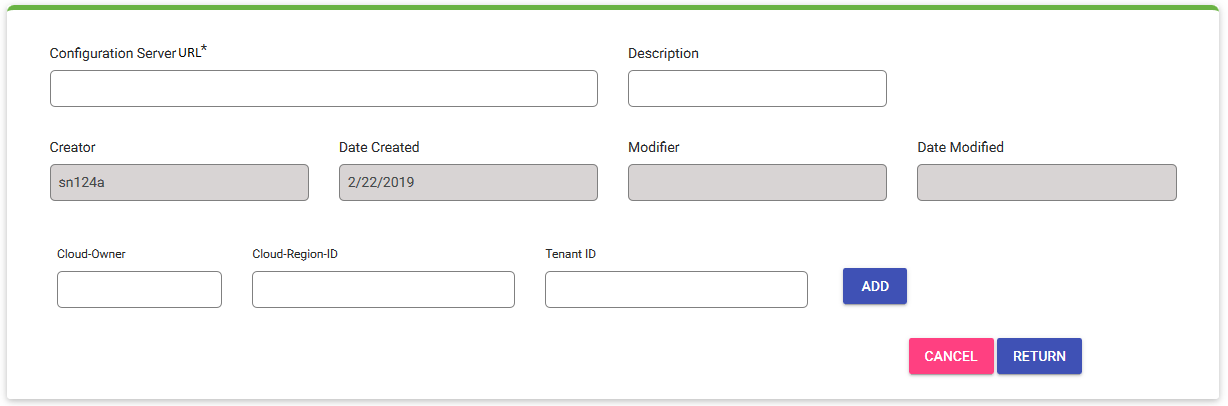 Configuration Server URL*
Description
Creator
Date Created
Modifier
Date Modified
sn124a
2/22/2019
Cloud-Owner
Cloud-Region-ID
Tenant ID
ADD
CANCEL
RETURN